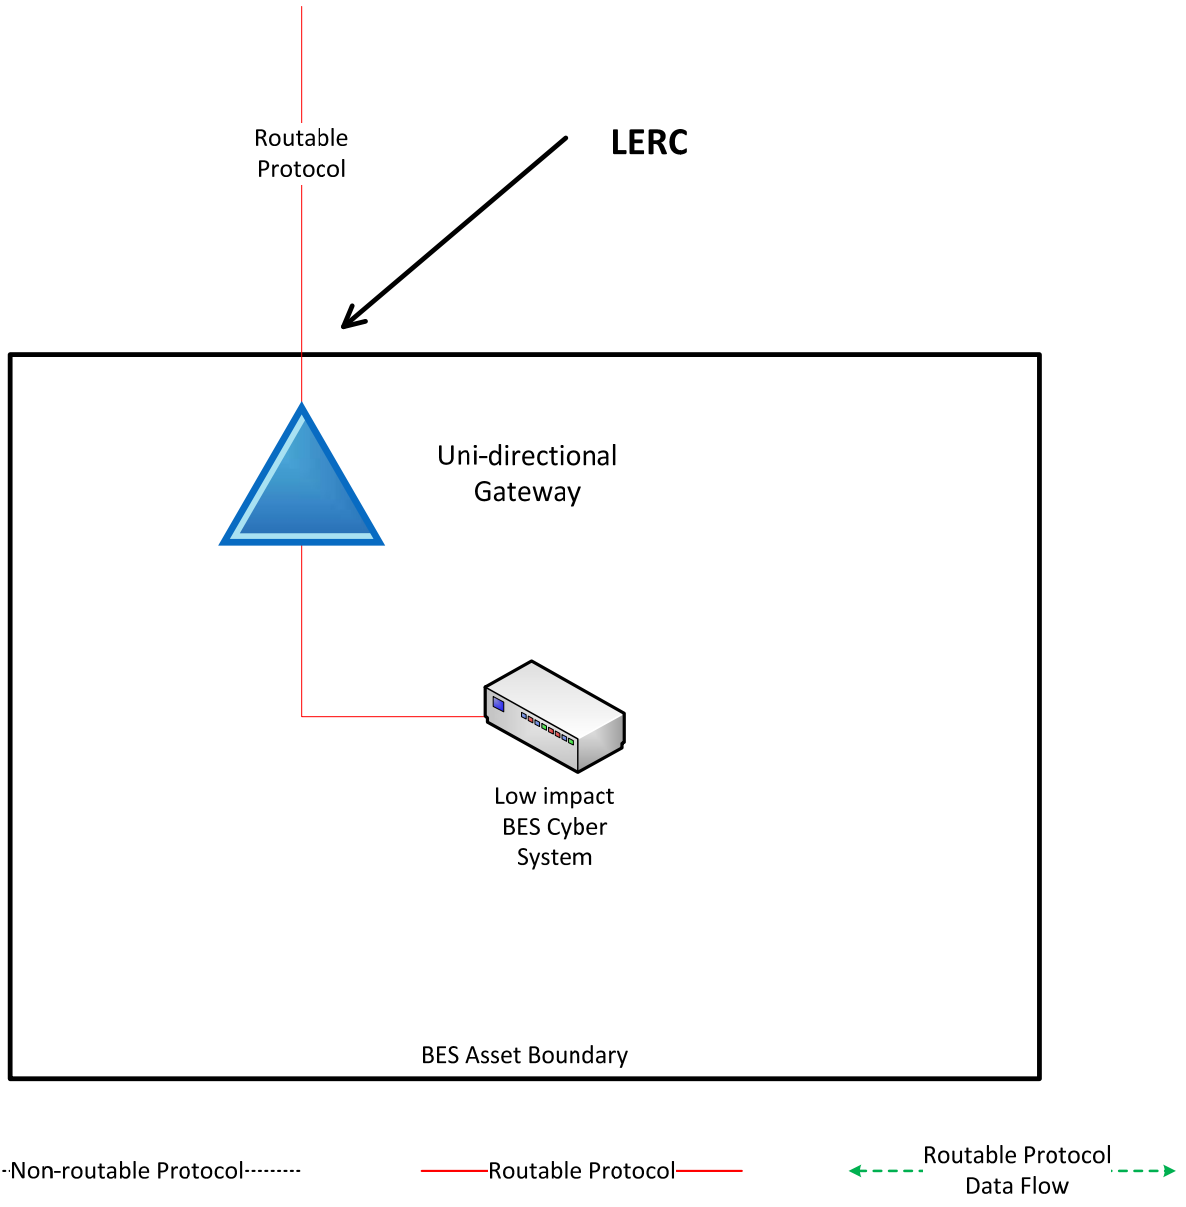 Routable
Protocol
LERC
Uni-directional
Gateway
Low impact
BES Cyber
System
BES Asset Boundary
Non-routable Protocol
Routable Protocol
Routable Protocol
Data Flow